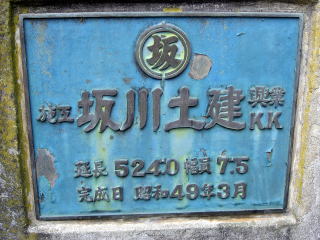 坂
施工 坂川土建 興業 K.K
延長 524.0 幅員 7.5
完成日 昭和49年3月